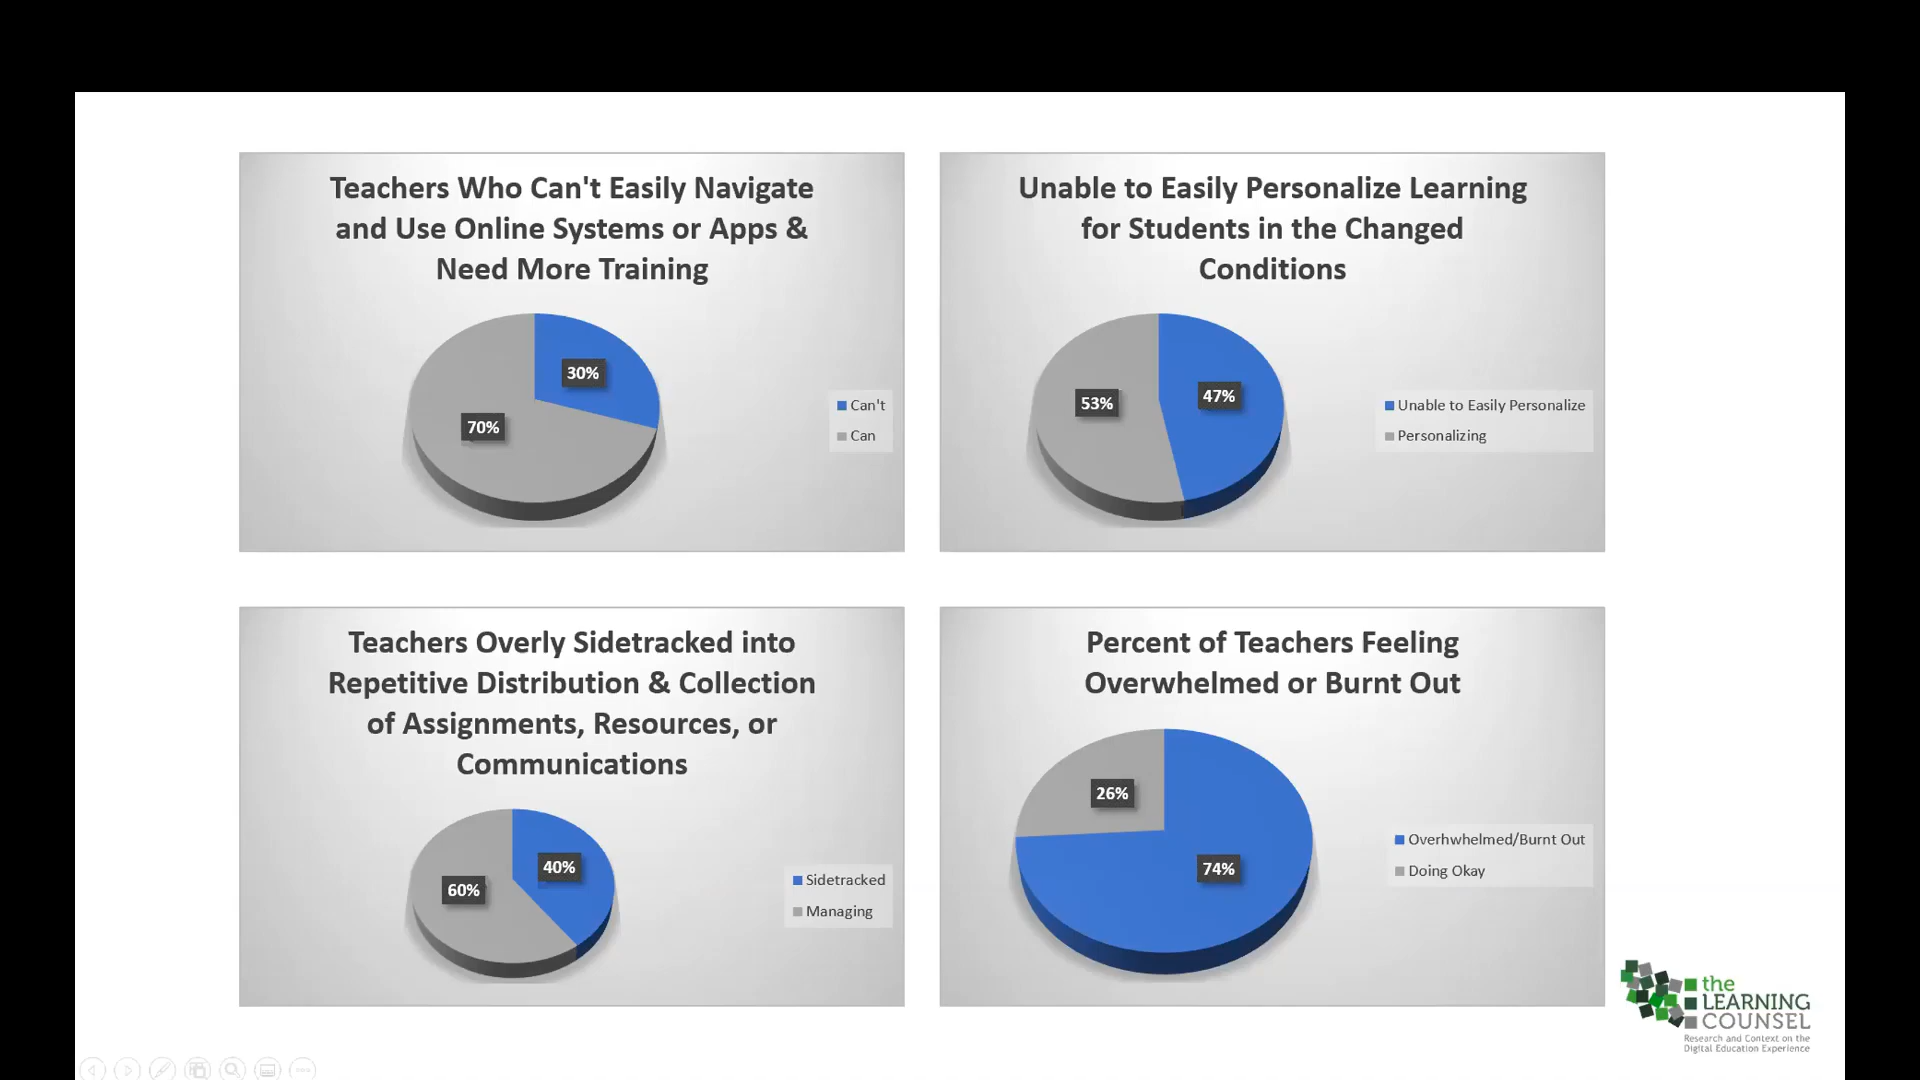 Teachers Who Can't Easily Navigate
and Use Online Systems or Apps &
Need More Training
30%
70%
Can't
Can
Unable to Easily Personalize Learning
for Students in the Changed
Conditions
53%
47%
Unable to Easily Personalize
Personalizing
Teachers Overly Sidetracked into
Repetitive Distribution & Collection
of Assignments, Resources, or
Communications
40%
60%
Sidetracked
Managing
Percent of Teachers Feeling
Overwhelmed or Burnt Out
26%
74%
Overhwhelmed/Burnt Out
Doing Okay
the
LEARNING
COUNSEL
Research and Context on the
Digital Education Experience